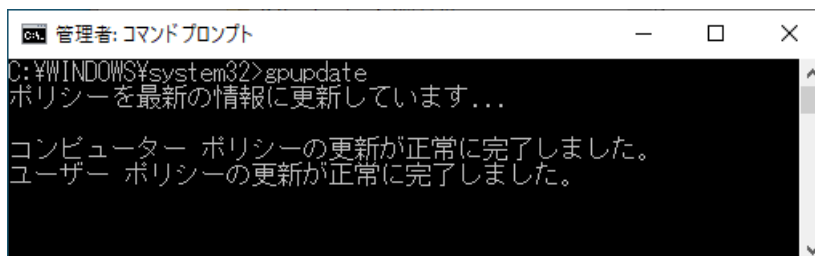 管理者: コマンド プロンプト
C:¥WINDOWS¥system32>gpupdate
ポリシーを最新の情報に更新しています...
コンピューター ポリシーの更新が正常に完了しました。
ユーザー ポリシーの更新が正常に完了しました。